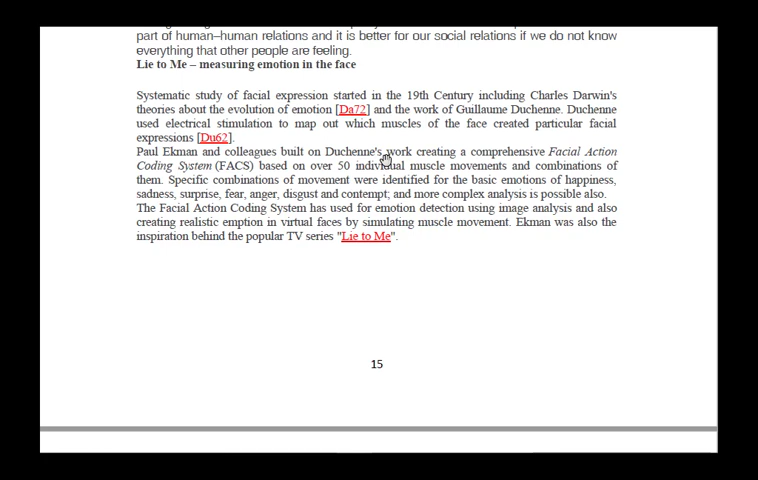 part of human–human relations and it is better for our social relations if we do not know
everything that other people are feeling.
Lie to Me – measuring emotion in the face
Systematic study of facial expression started in the 19th Century including Charles Darwin's
theories about the evolution of emotion [Da72] and the work of Guillaume Duchenne. Duchenne
used electrical stimulation to map out which muscles of the face created particular facial
expressions [Du62].
Paul Ekman and colleagues built on Duchenne's work creating a comprehensive Facial Action
Coding System (FACS) based on over 50 individual muscle movements and combinations of
them. Specific combinations of movement were identified for the basic emotions of happiness,
sadness, surprise, fear, anger, disgust and contempt; and more complex analysis is possible also.
The Facial Action Coding System has used for emotion detection using image analysis and also
creating realistic emption in virtual faces by simulating muscle movement. Ekman was also the
inspiration behind the popular TV series "Lie to Me".
15